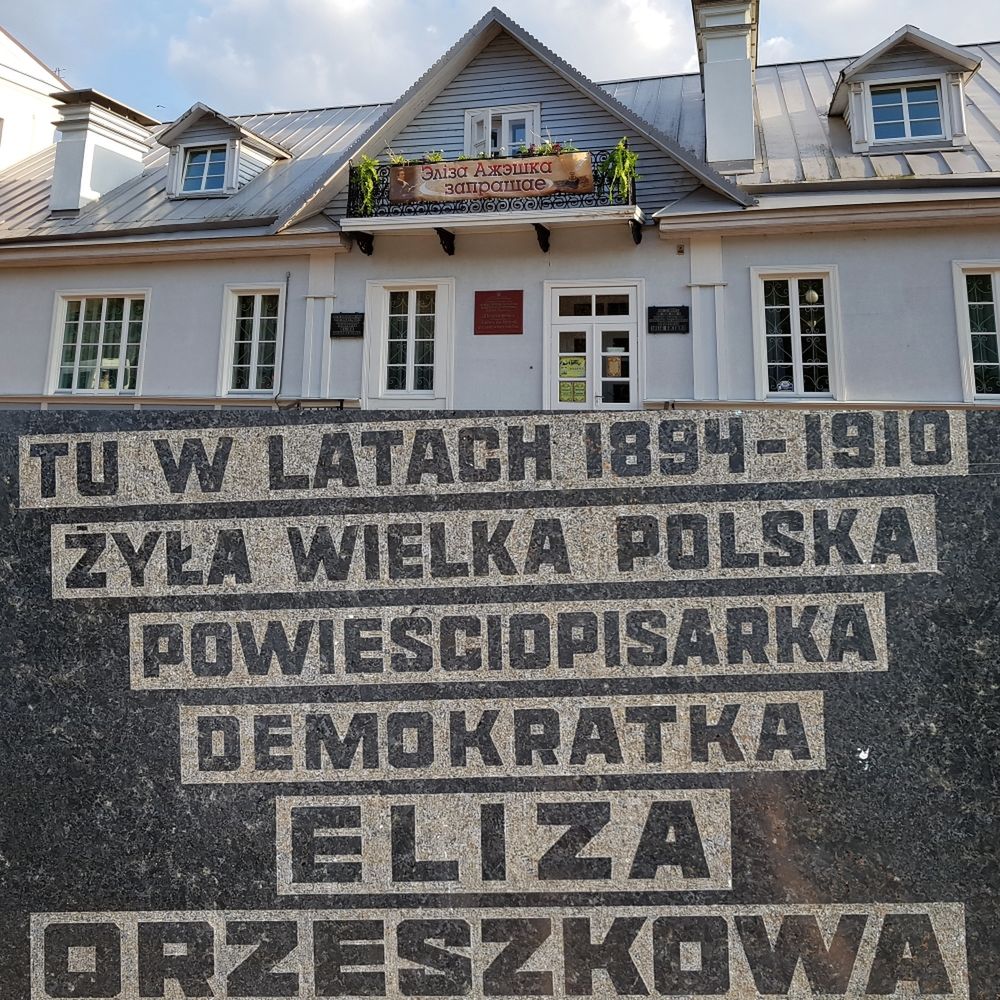 Эліза Ажэшка
запрашае
TU W LATACH 1894-1910
ŻYŁA WIELKA POLSKA
POWIEŚCIOPISARKA
DEMOKRATKA
ELIZA
ORZESZKOWA